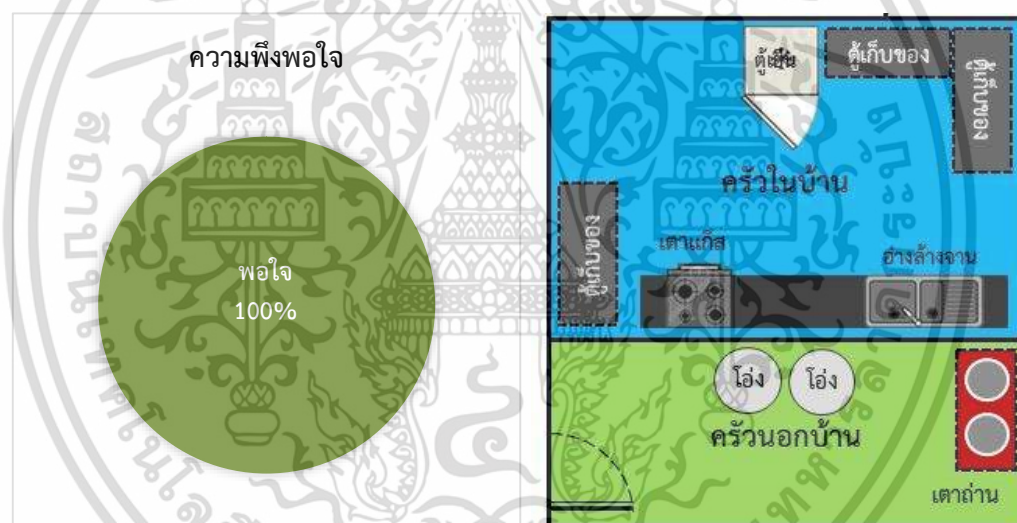 ความพึงพอใจ
พอใจ
100%
ตู้เย็น
ตู้เก็บของ
ตู้เก็บของ
ครัวในบ้าน
ตู้เก็บของ
เตาแก๊ส
อ่างล้างจาน
โอ่ง
โอ่ง
ครัวนอกบ้าน
เตาถ่าน